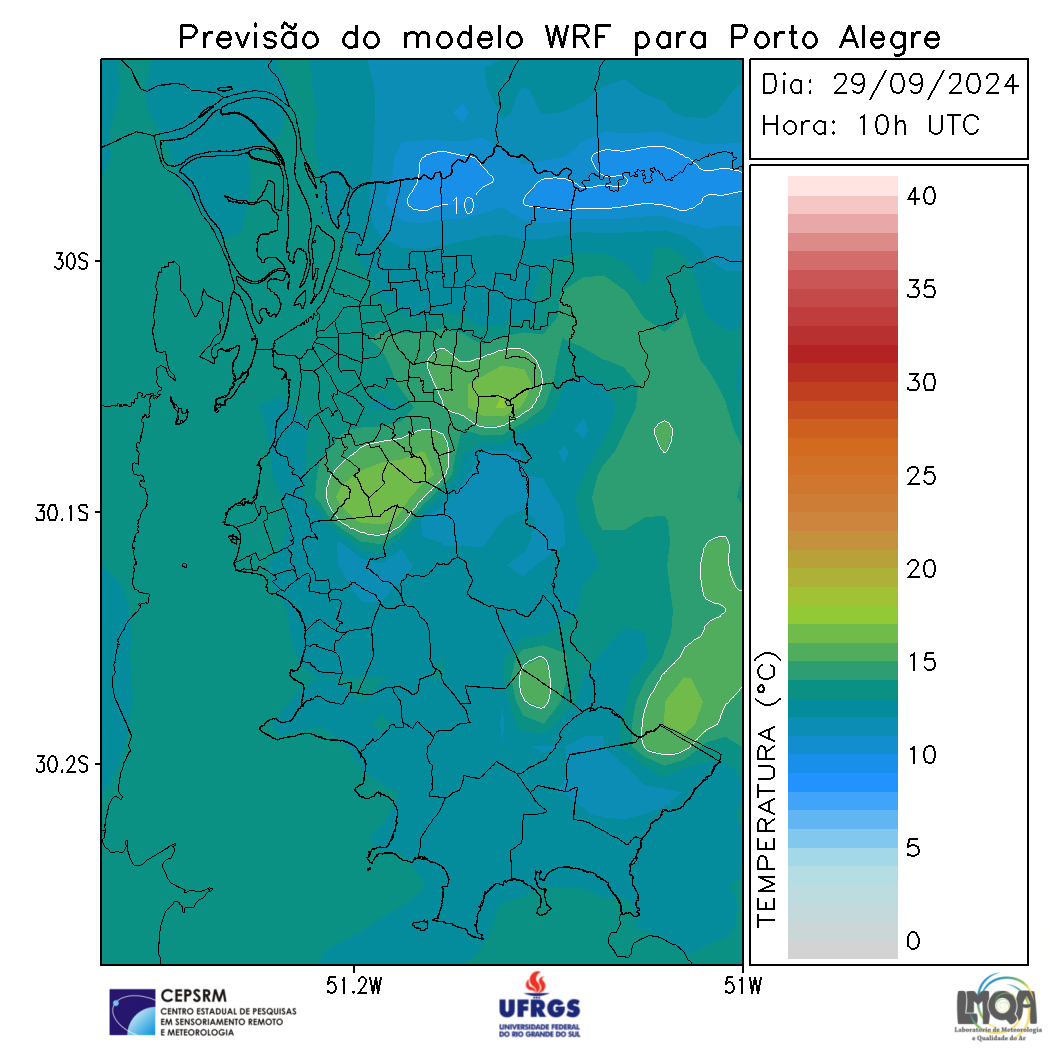 Previsão do modelo WRF para Porto Alegre
Dia: 29/09/2024
Hora: 10h UTC
40
35
30
25
20
15
10
5
0
TEMPERATURA (°C)
10
30S
30.1S
30.2S
51.2W
51W
CEPSRM
CENTRO ESTADUAL DE PESQUISAS
EM SENSORIAMENTO REMOTO
E METEOROLOGIA
UFRGS
UNIVERSIDADE FEDERAL
DO RIO GRANDE DO SUL
LMQA
Laboratório de Meteorologia
e Qualidade do Ar